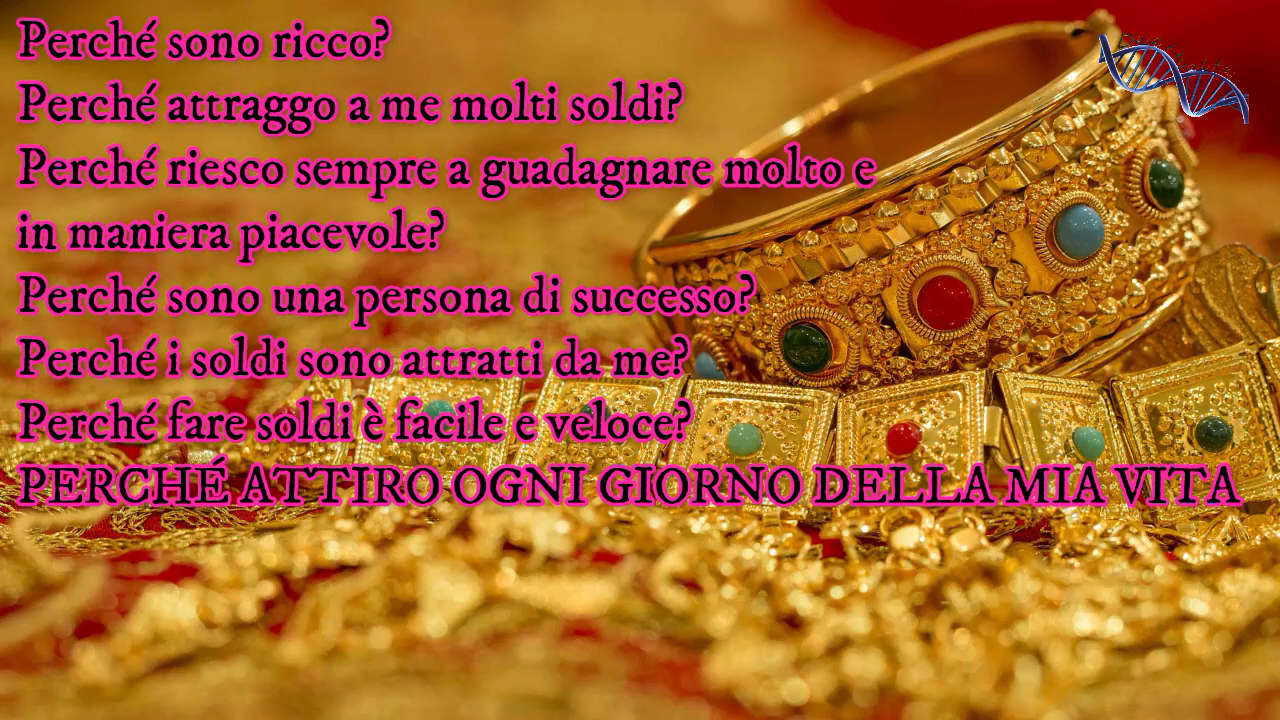 Perché sono ricco?
Perché attraggo a me molti soldi?
Perché riesco sempre a guadagnare molto e
in maniera piacevole?
Perché sono una persona di successo?
Perché i soldi sono attratti da me?
Perché fare soldi è facile e veloce?
PERCHÉ ATTIRO OGNI GIORNO DELLA MIA VITA